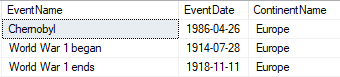 EventName EventDate ContinentName
Chernobyl 1986-04-26 Europe
World War 1 began 1914-07-28 Europe
World War 1 ends 1918-11-11 Europe